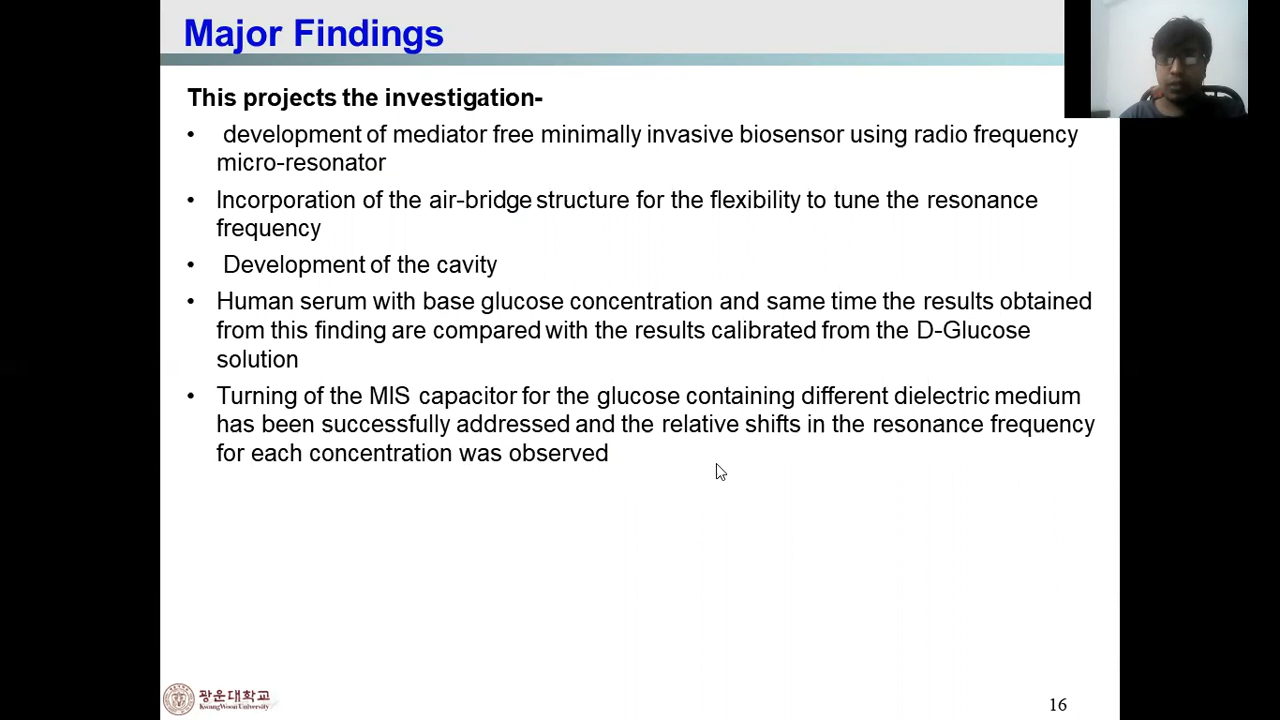 Major Findings
This projects the investigation-
• development of mediator free minimally invasive biosensor using radio frequency
micro-resonator
• Incorporation of the air-bridge structure for the flexibility to tune the resonance
frequency
• Development of the cavity
• Human serum with base glucose concentration and same time the results obtained
from this finding are compared with the results calibrated from the D-Glucose
solution
• Turning of the MIS capacitor for the glucose containing different dielectric medium
has been successfully addressed and the relative shifts in the resonance frequency
for each concentration was observed
광운대학교
KwangWoon University
16